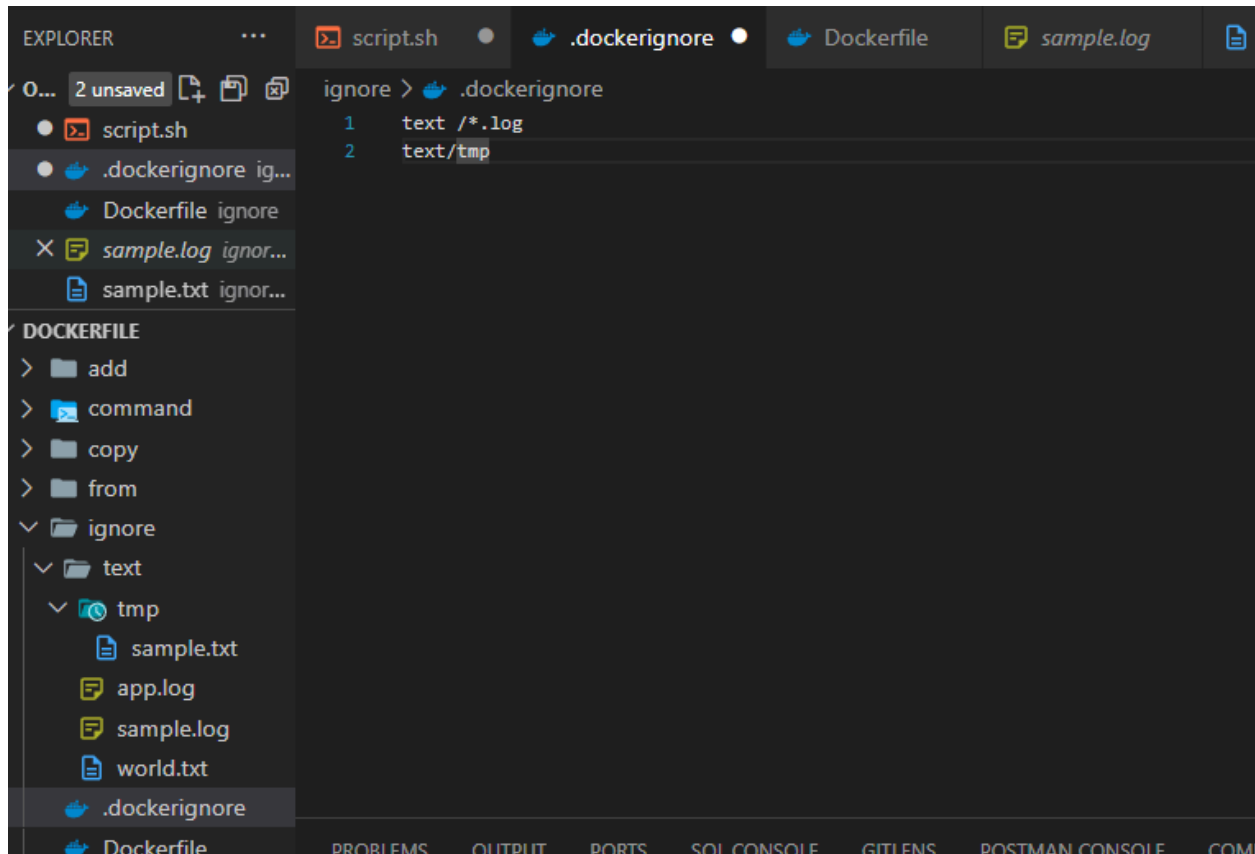 EXPLORER ...
script.sh
.dockerignore
Dockerfile
sample.log
O... 2 unsaved
script.sh
.dockerignore ig...
Dockerfile ignore
sample.log ignor...
sample.txt ignor...
ignore > .dockerignore
1 text /*.log
2 text/tmp
DOCKERFILE
add
command
copy
from
ignore
text
tmp
sample.txt
app.log
sample.log
world.txt
.dockerignore
Dockerfile
PROBLEMS OUTPUT PORTS SQL CONSOLE GITLENS POSTMAN CONSOLE COM